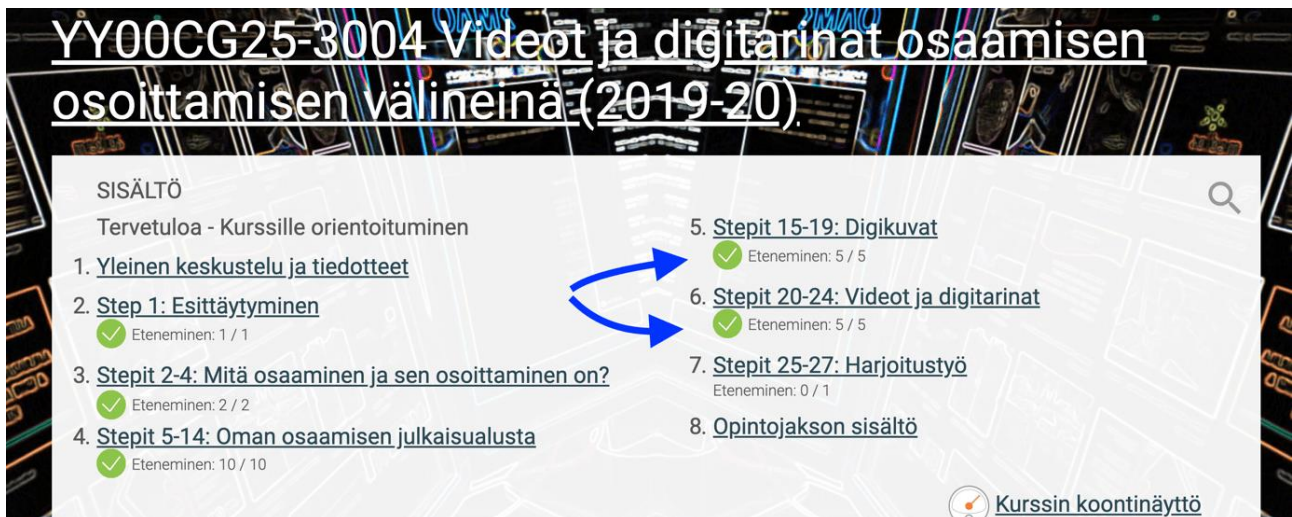 YY00CG25-3004 Videot ja digitarinat osaamisen
osoittamisen välineinä (2019-20)
SISÄLTÖ
Tervetuloa - Kurssille orientoituminen
1. Yleinen keskustelu ja tiedotteet
2. Step 1: Esittäytyminen
Eteneminen: 1 / 1
3. Stepit 2-4: Mitä osaaminen ja sen osoittaminen on?
Eteneminen: 2 / 2
4. Stepit 5-14: Oman osaamisen julkaisualusta
Eteneminen: 10 / 10
5. Stepit 15-19: Digikuvat
Eteneminen: 5 / 5
6. Stepit 20-24: Videot ja digitarinat
Eteneminen: 5 / 5
7. Stepit 25-27: Harjoitustyö
Eteneminen: 0 / 1
8. Opintojakson sisältö
Kurssin koontinäyttö